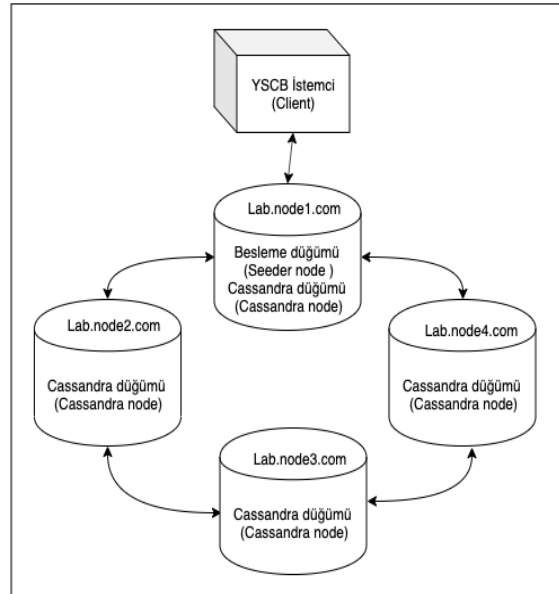 YSCB İstemci
(Client)
Lab.node1.com
Besleme düğümü
(Seeder node )
Cassandra düğümü
(Cassandra node)
Lab.node2.com
Cassandra düğümü
(Cassandra node)
Lab.node4.com
Cassandra düğümü
(Cassandra node)
Lab.node3.com
Cassandra düğümü
(Cassandra node)